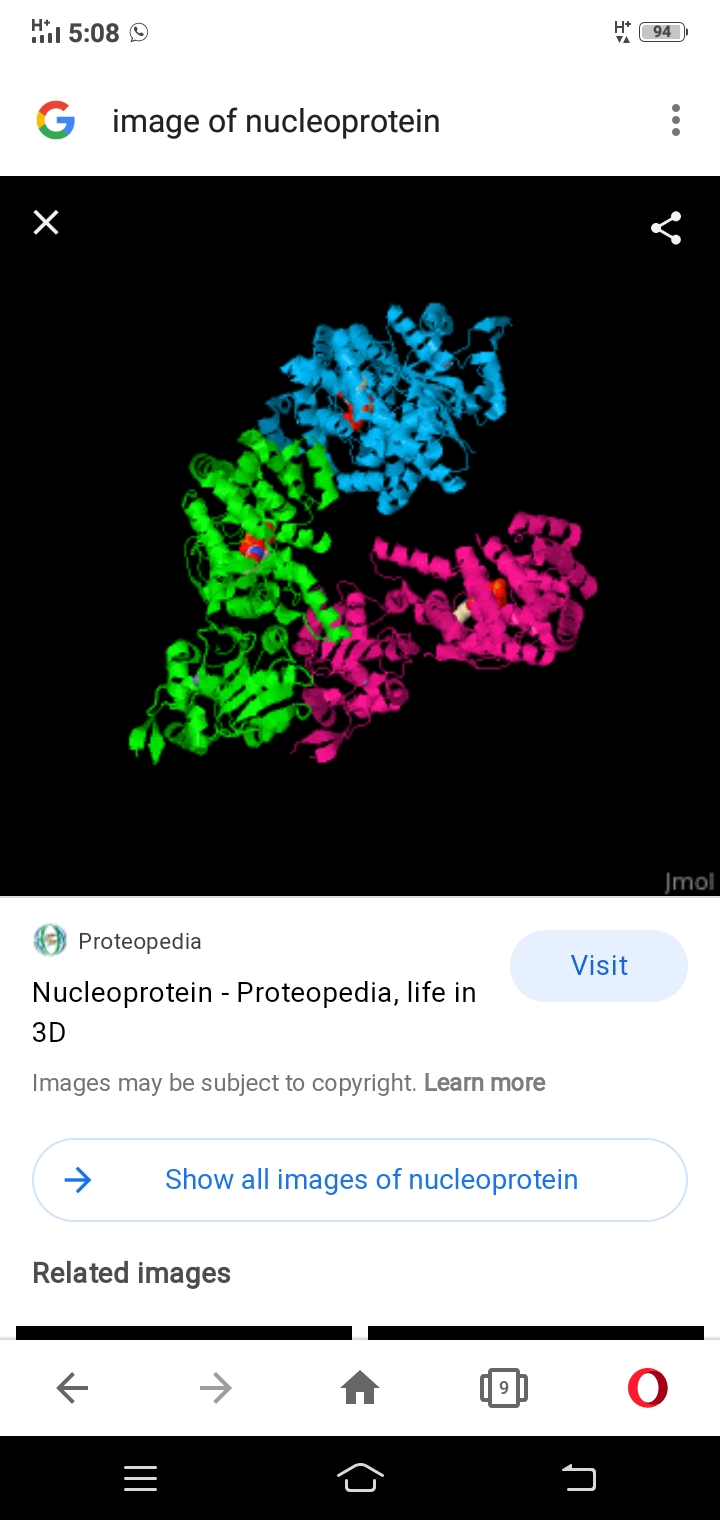 H+ 5:08 H+ 94
image of nucleoprotein
Jmol
Proteopedia
Visit
Nucleoprotein - Proteopedia, life in
3D
Images may be subject to copyright. Learn more
Show all images of nucleoprotein
Related images
9